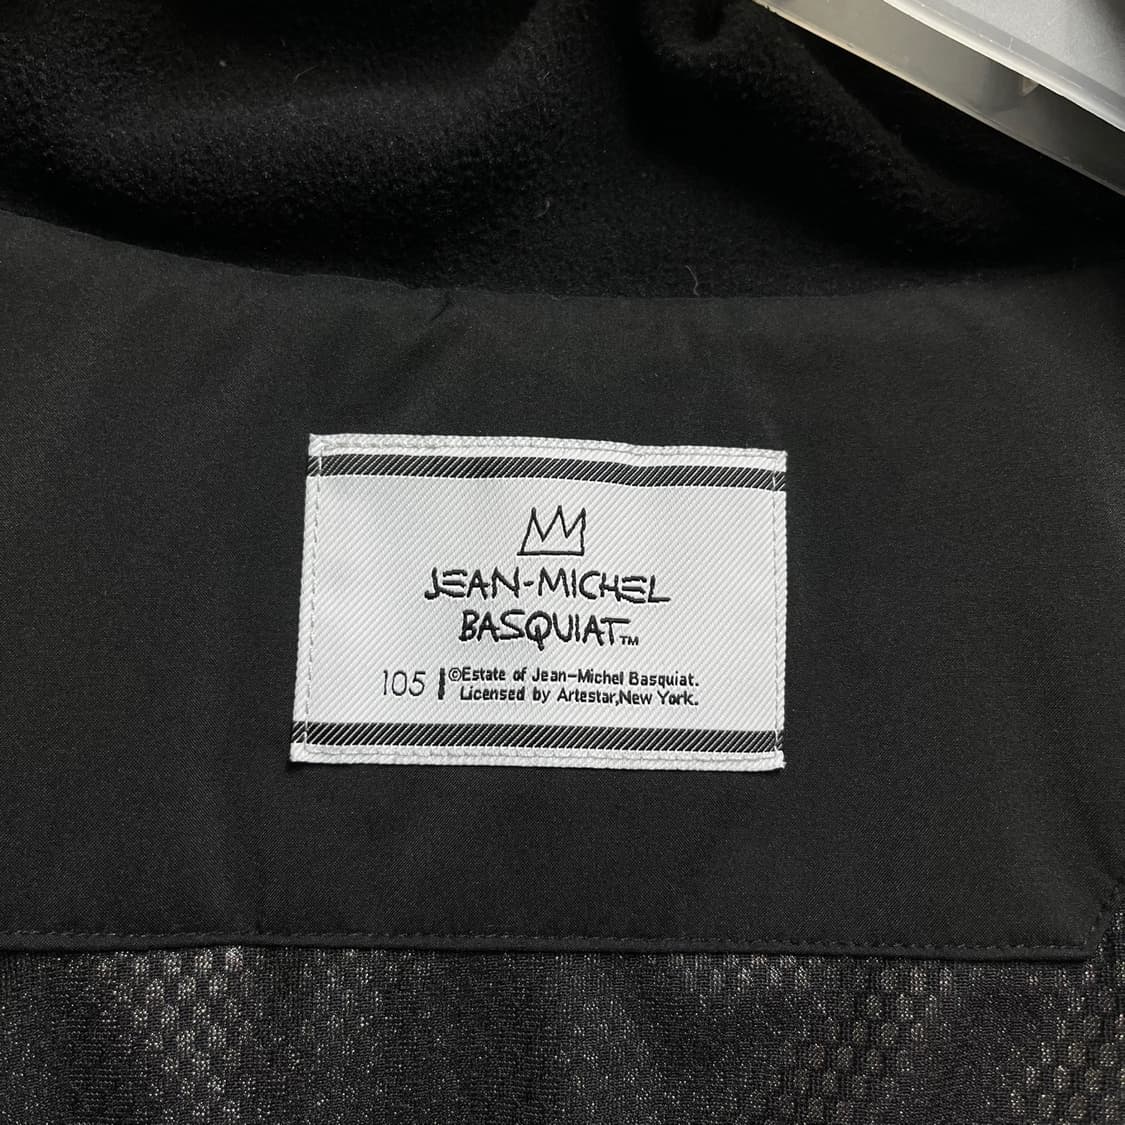 JEAN-MICHEL
BASQUIAT™
105 ©Estate of Jean-Michel Basquiat.
Licensed by Artestar,New York.